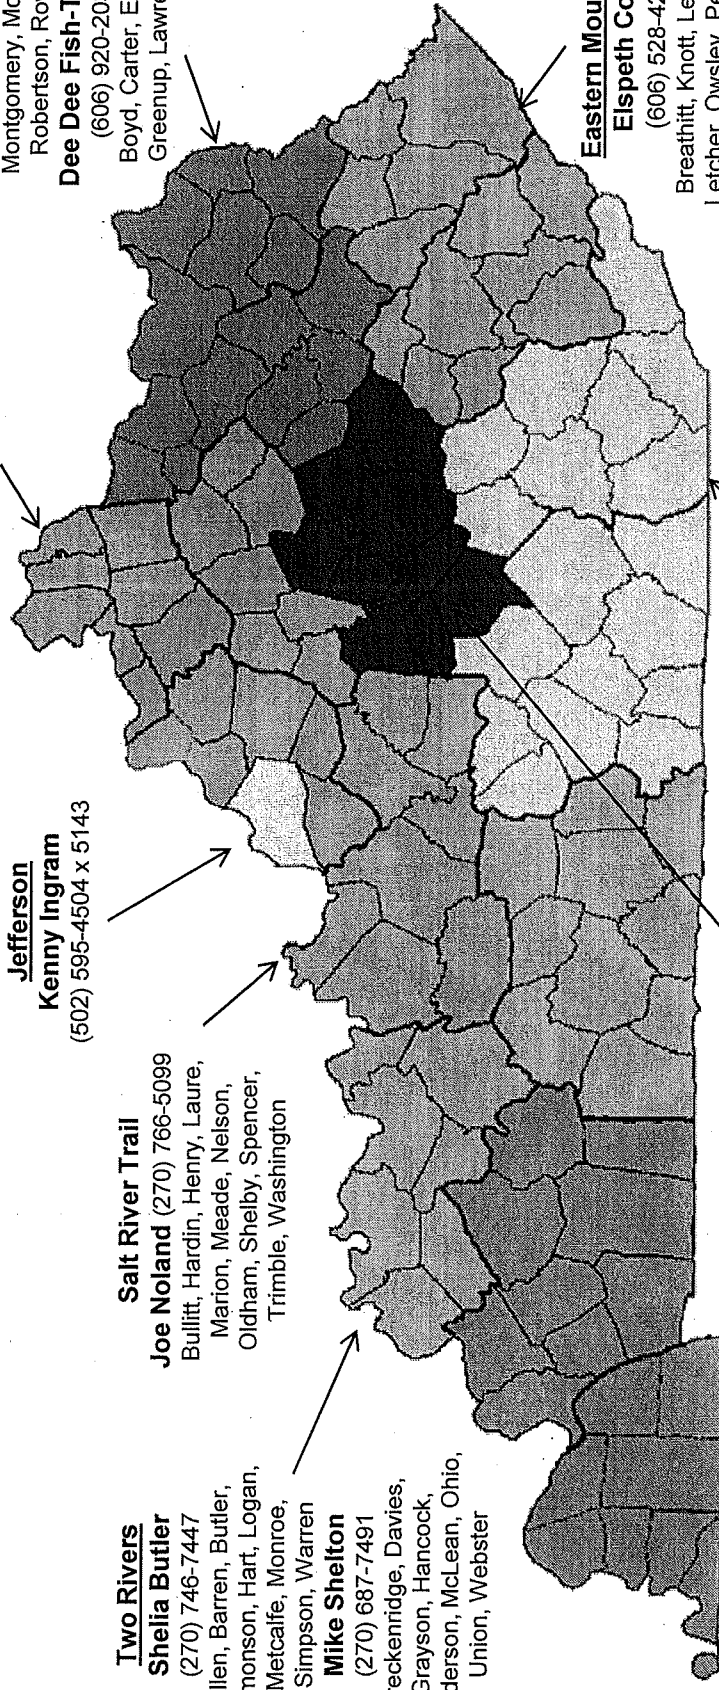 Two Rivers
Shelia Butler
(270) 746-7447
llen, Barren, Butler,
monson, Hart, Logan,
Metcalfe, Monroe,
Simpson, Warren
Mike Shelton
(270) 687-7491
reckenridge, Davies,
Grayson, Hancock,
derson, McLean, Ohio,
Union, Webster
Salt River Trail
Joe Noland (270) 766-5099
Bullitt, Hardin, Henry, Laure,
Marion, Meade, Nelson,
Oldham, Shelby, Spencer,
Trimble, Washington
Jefferson
Kenny Ingram
(502) 595-4504 x 5143
Montgomery, Mo
Robertson, Ro
Dee Dee Fish-T
(606) 920-20
Boyd, Carter, E
Greenup, Lawre
Eastern Mou
Elspeth Co
(606) 528-42
Breathitt, Knott, Le
Letcher, Owsley, Pe